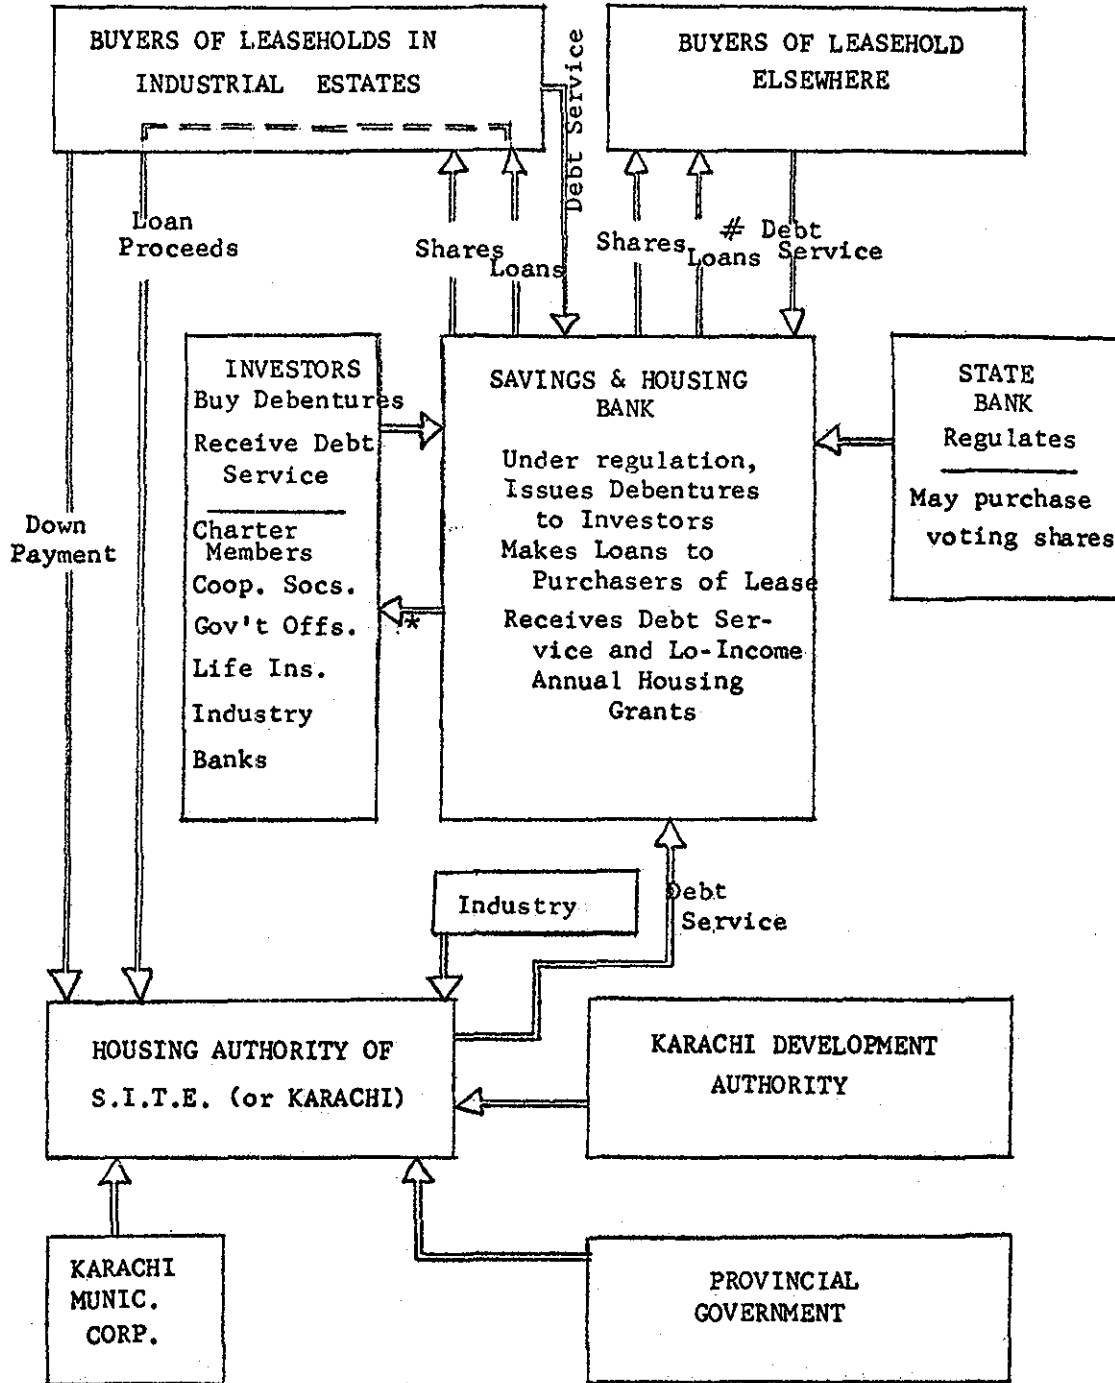 BUYERS OF LEASEHOLDS IN
INDUSTRIAL ESTATES
Debt Service
BUYERS OF LEASEHOLD
ELSEWHERE
Loan
Proceeds
Shares
Loans
Shares
Loans
# Debt
Service
Down
Payment
INVESTORS
Buy Debentures
Receive Debt
Service
Charter
Members
Coop. Socs.
Gov't Offs.
Life Ins.
Industry
Banks
*
SAVINGS & HOUSING
BANK
Under regulation,
Issues Debentures
to Investors
Makes Loans to
Purchasers of Lease
Receives Debt Ser-
vice and Lo-Income
Annual Housing
Grants
STATE
BANK
Regulates
May purchase
voting shares
Industry
Debt
Service
HOUSING AUTHORITY OF
S.I.T.E. (or KARACHI)
KARACHI DEVELOPMENT
AUTHORITY
KARACHI
MUNIC.
CORP.
PROVINCIAL
GOVERNMENT